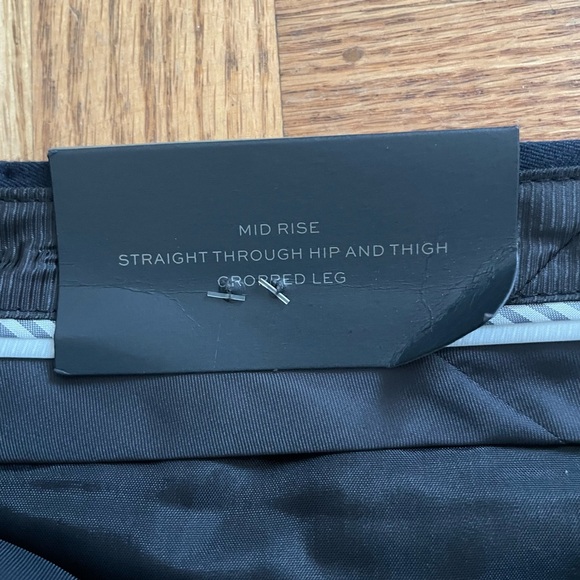 MID RISE
STRAIGHT THROUGH HIP AND THIGH
CROPPED LEG